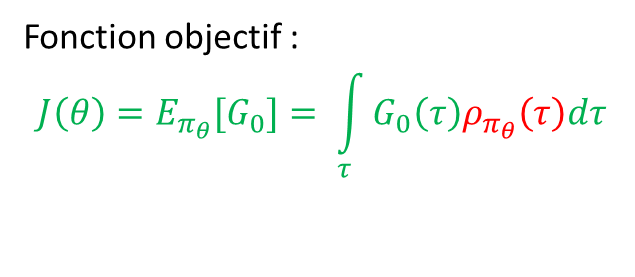 Fonction objectif :
J(θ) = E_{π_θ}[G_0] = ∫_τ G_0(τ)ρ_{π_θ}(τ)dτ